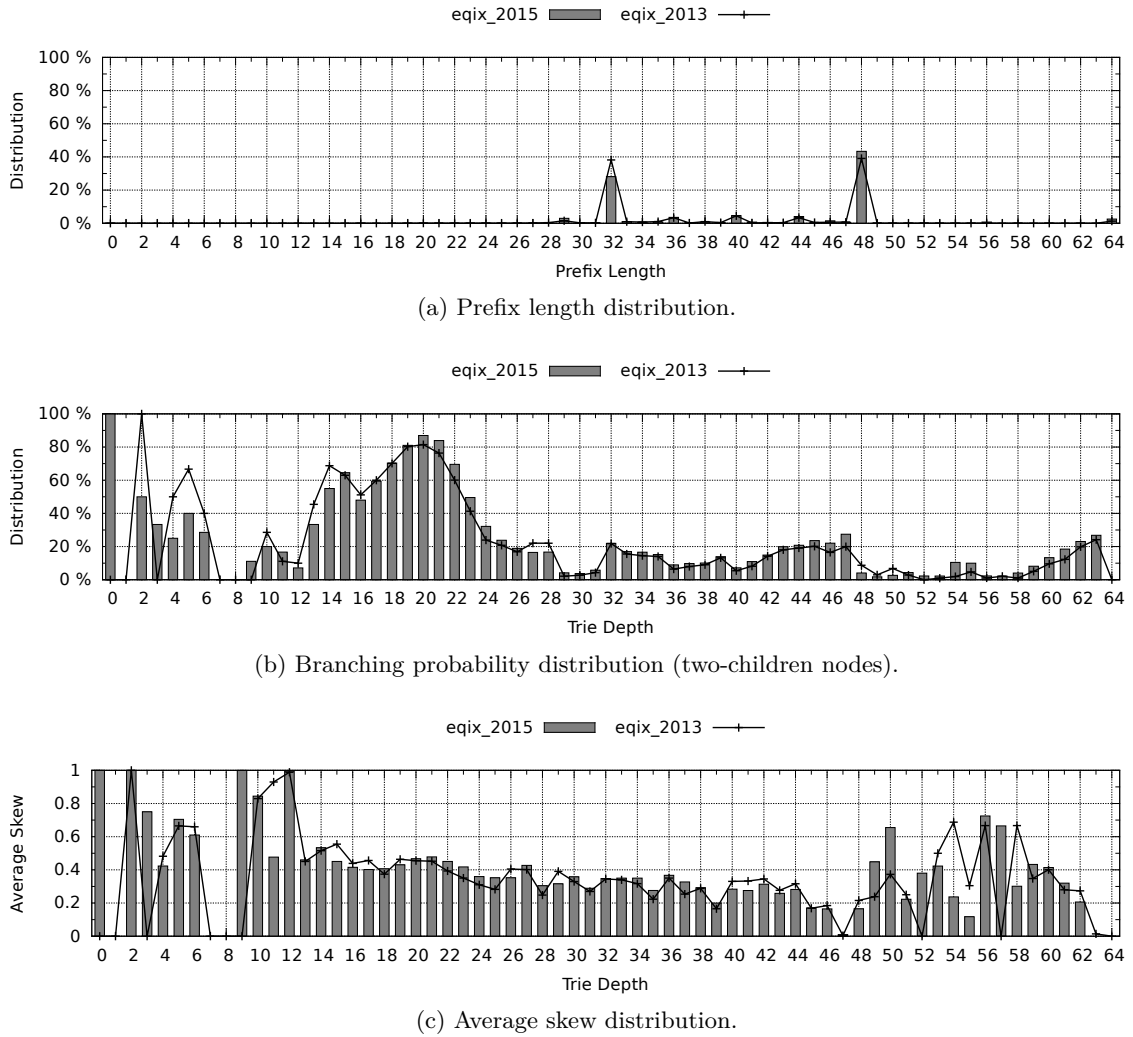 eqix_2015 eqix_2013
100 %
80 %
60 %
40 %
20 %
0 %
Distribution
0 2 4 6 8 10 12 14 16 18 20 22 24 26 28 30 32 34 36 38 40 42 44 46 48 50 52 54 56 58 60 62 64
Prefix Length
(a) Prefix length distribution.
eqix_2015 eqix_2013
100 %
80 %
60 %
40 %
20 %
0 %
Distribution
0 2 4 6 8 10 12 14 16 18 20 22 24 26 28 30 32 34 36 38 40 42 44 46 48 50 52 54 56 58 60 62 64
Trie Depth
(b) Branching probability distribution (two-children nodes).
eqix_2015 eqix_2013
1
0.8
0.6
0.4
0.2
0
Average Skew
0 2 4 6 8 10 12 14 16 18 20 22 24 26 28 30 32 34 36 38 40 42 44 46 48 50 52 54 56 58 60 62 64
Trie Depth
(c) Average skew distribution.